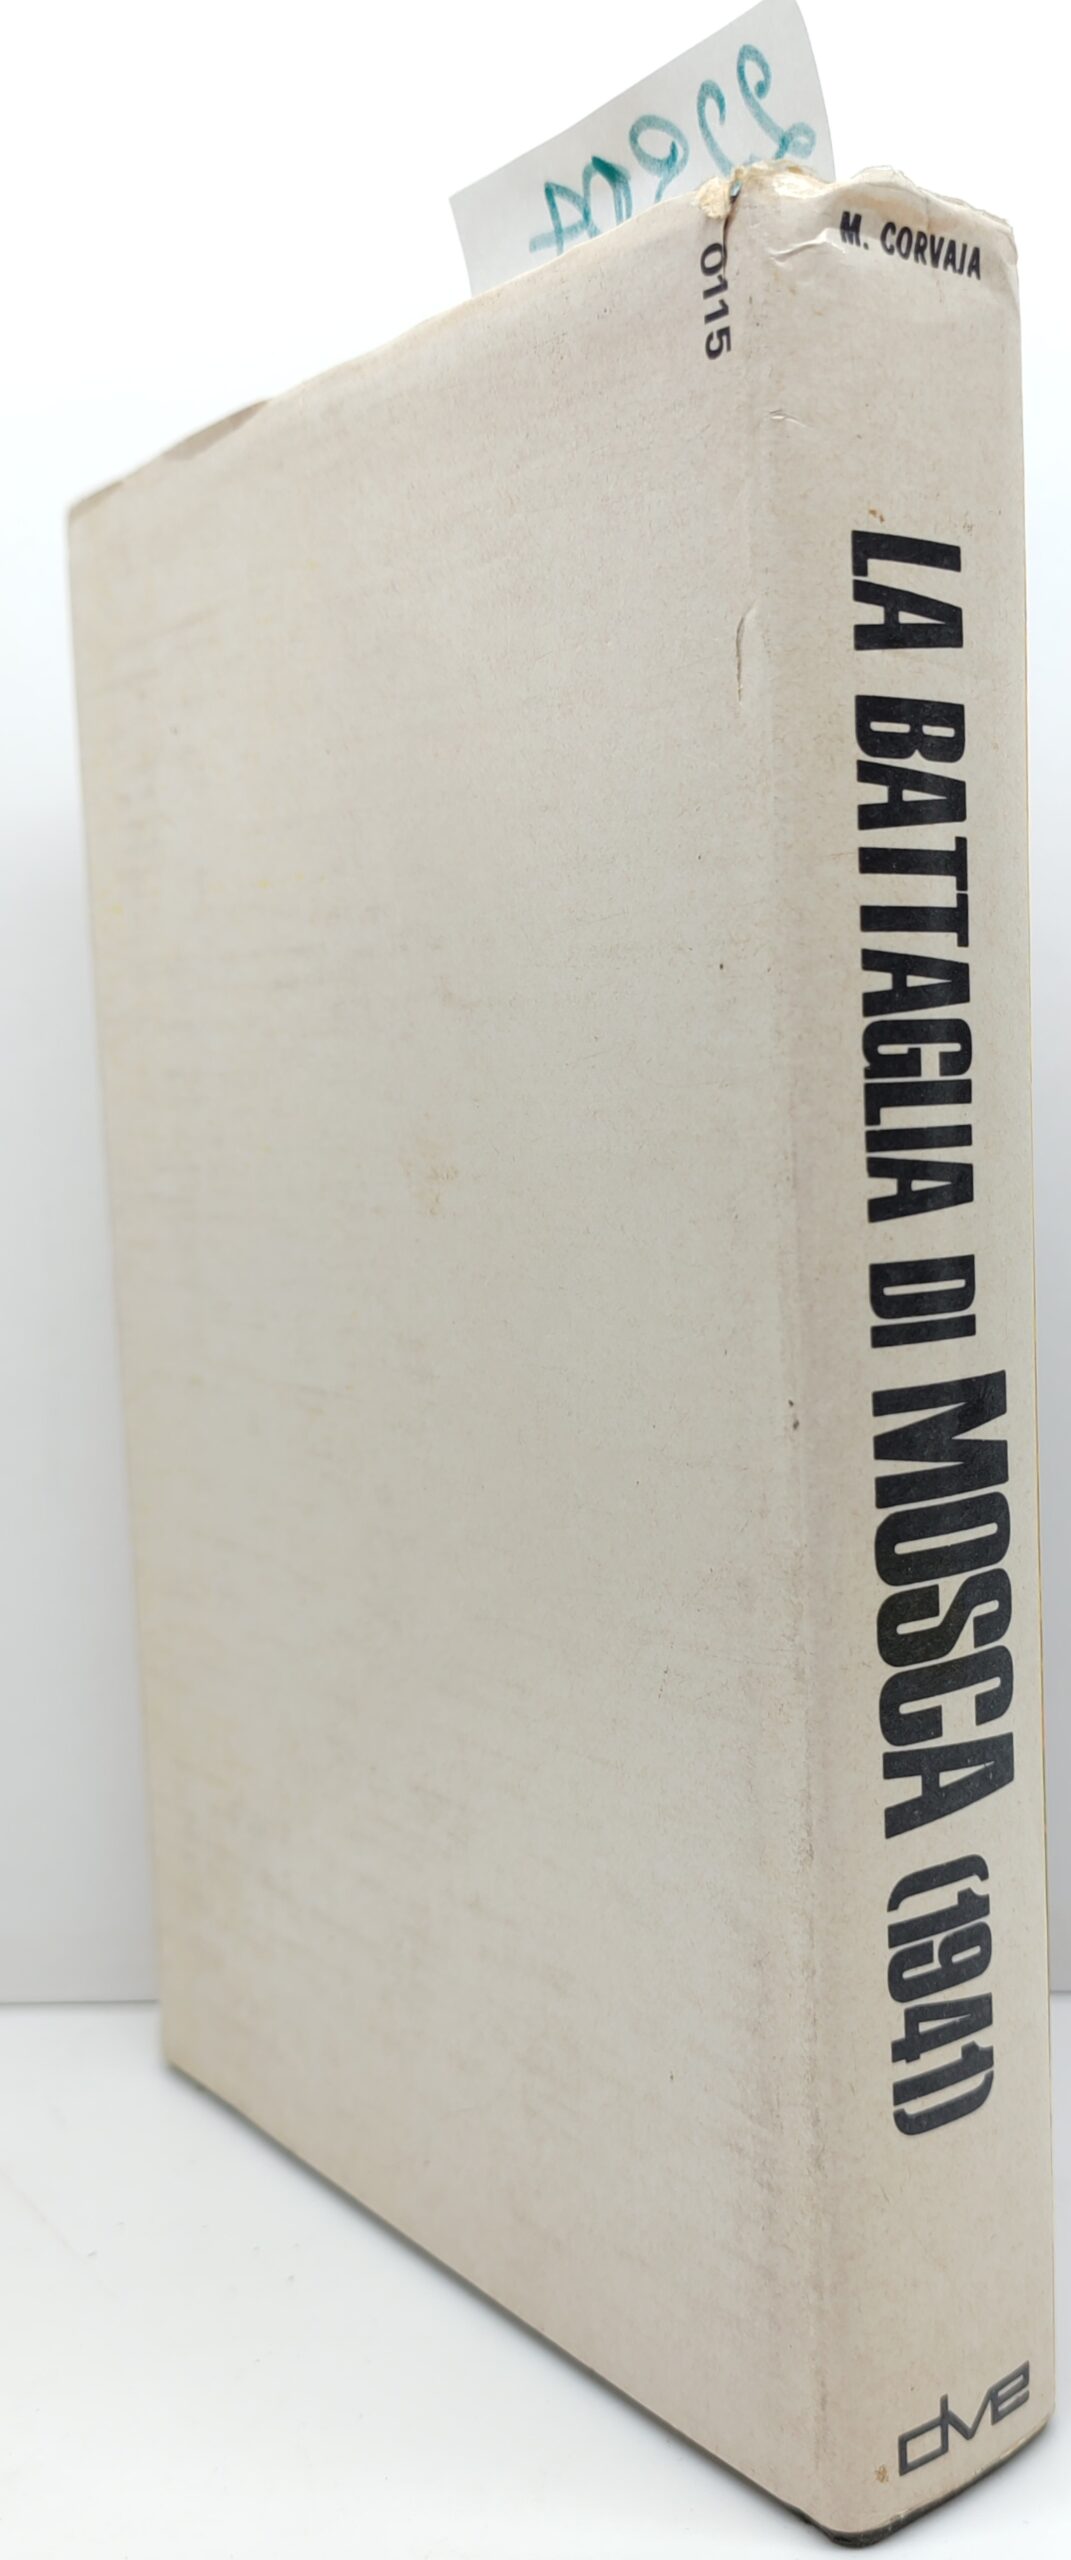 M. CORVAJA
0115
LA BATTAGLIA DI MOSCA (1941)
dve